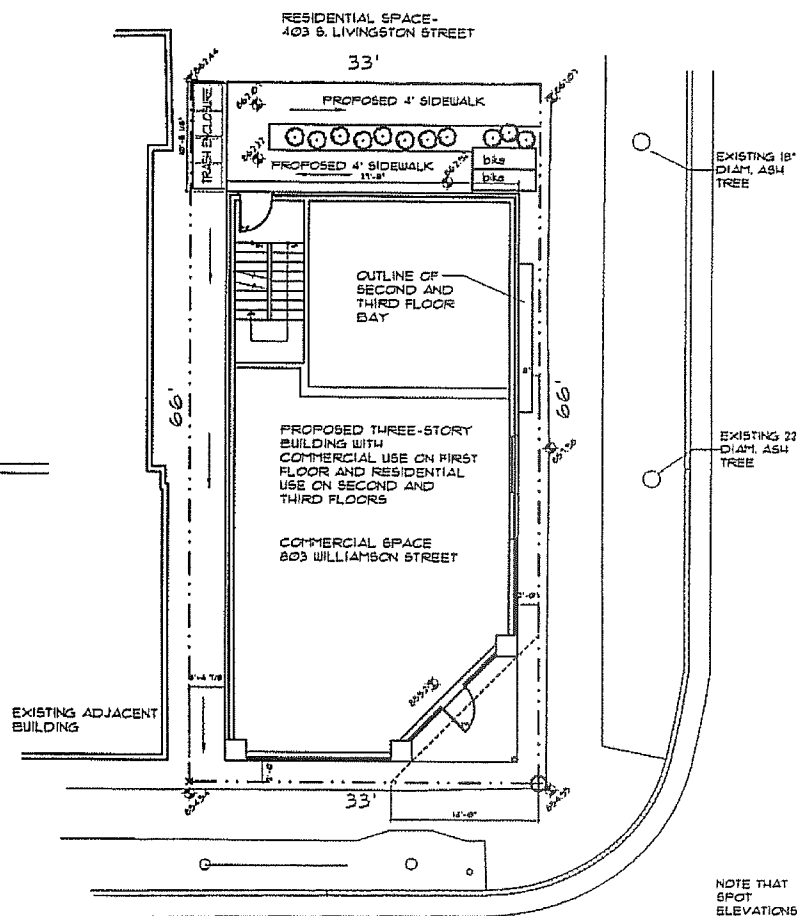 RESIDENTIAL SPACE-
403 S. LIVINGSTON STREET
33'
PROPOSED 4' SIDEWALK
TRASH ENCLOSURE
PROPOSED 4' SIDEWALK
bike
bike
EXISTING 18"
DIAM. ASH
TREE
OUTLINE OF
SECOND AND
THIRD FLOOR
BAY
66'
66'
PROPOSED THREE-STORY
BUILDING WITH
COMMERCIAL USE ON FIRST
FLOOR AND RESIDENTIAL
USE ON SECOND AND
THIRD FLOORS
EXISTING 22
DIAM. ASH
TREE
COMMERCIAL SPACE
803 WILLIAMSON STREET
EXISTING ADJACENT
BUILDING
33'
NOTE THAT
SPOT
ELEVATIONS